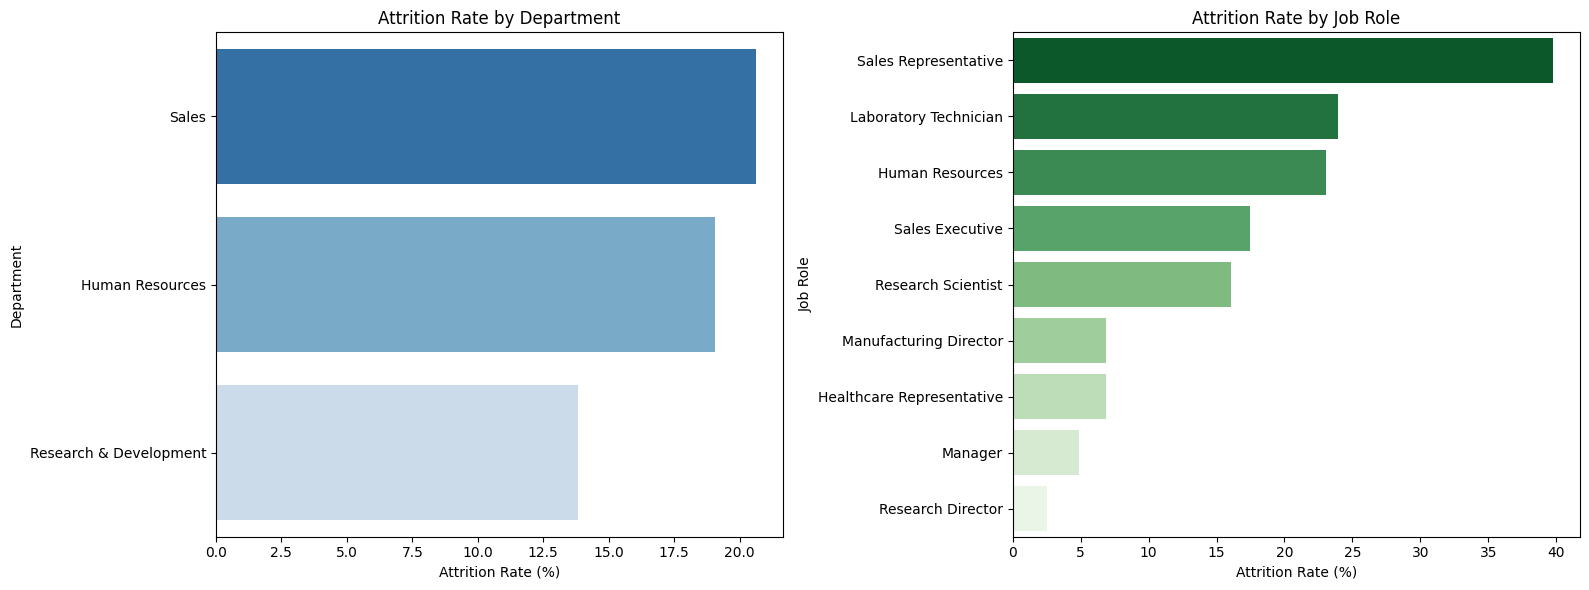 Attrition Rate by Department
Department
Sales
Human Resources
Research & Development
0.0 2.5 5.0 7.5 10.0 12.5 15.0 17.5 20.0
Attrition Rate (%)
Attrition Rate by Job Role
Job Role
Sales Representative
Laboratory Technician
Human Resources
Sales Executive
Research Scientist
Manufacturing Director
Healthcare Representative
Manager
Research Director
0 5 10 15 20 25 30 35 40
Attrition Rate (%)